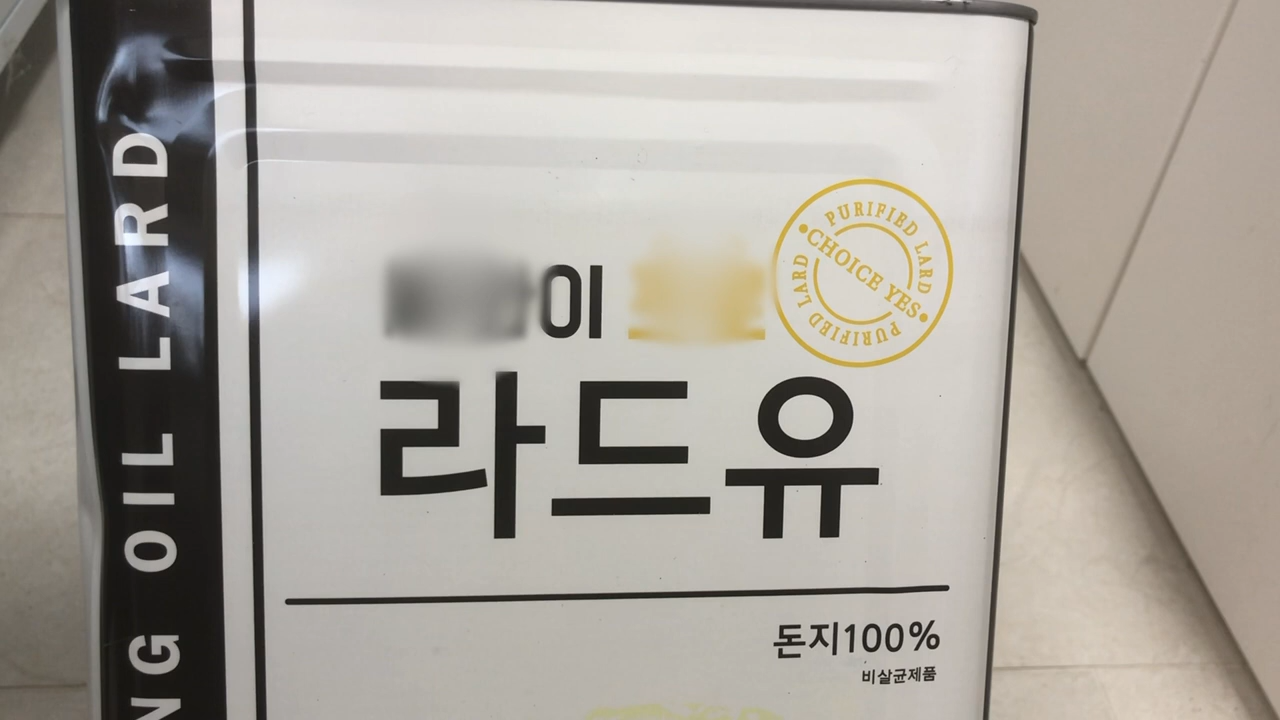 NG OIL LARD
이
PURIFIED LARD
CHOICE YES
PURIFIED LARD
라드유
돈지100%
비살균제품